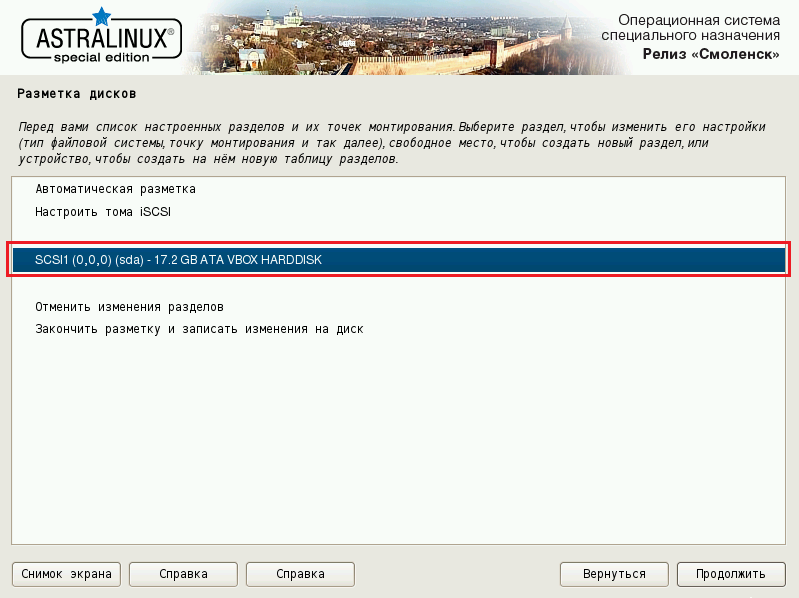 ASTRALINUX®
special edition
Операционная система
специального назначения
Релиз «Смоленск»
Разметка дисков
Перед вами список настроенных разделов и их точек монтирования. Выберите раздел, чтобы изменить его настройки
(тип файловой системы, точку монтирования и так далее), свободное место, чтобы создать новый раздел, или
устройство, чтобы создать на нём новую таблицу разделов.
Автоматическая разметка
Настроить тома iSCSI
SCSI1 (0,0,0) (sda) - 17.2 GB ATA VBOX HARDDISK
Отменить изменения разделов
Закончить разметку и записать изменения на диск
Снимок экрана
Справка
Справка
Вернуться
Продолжить